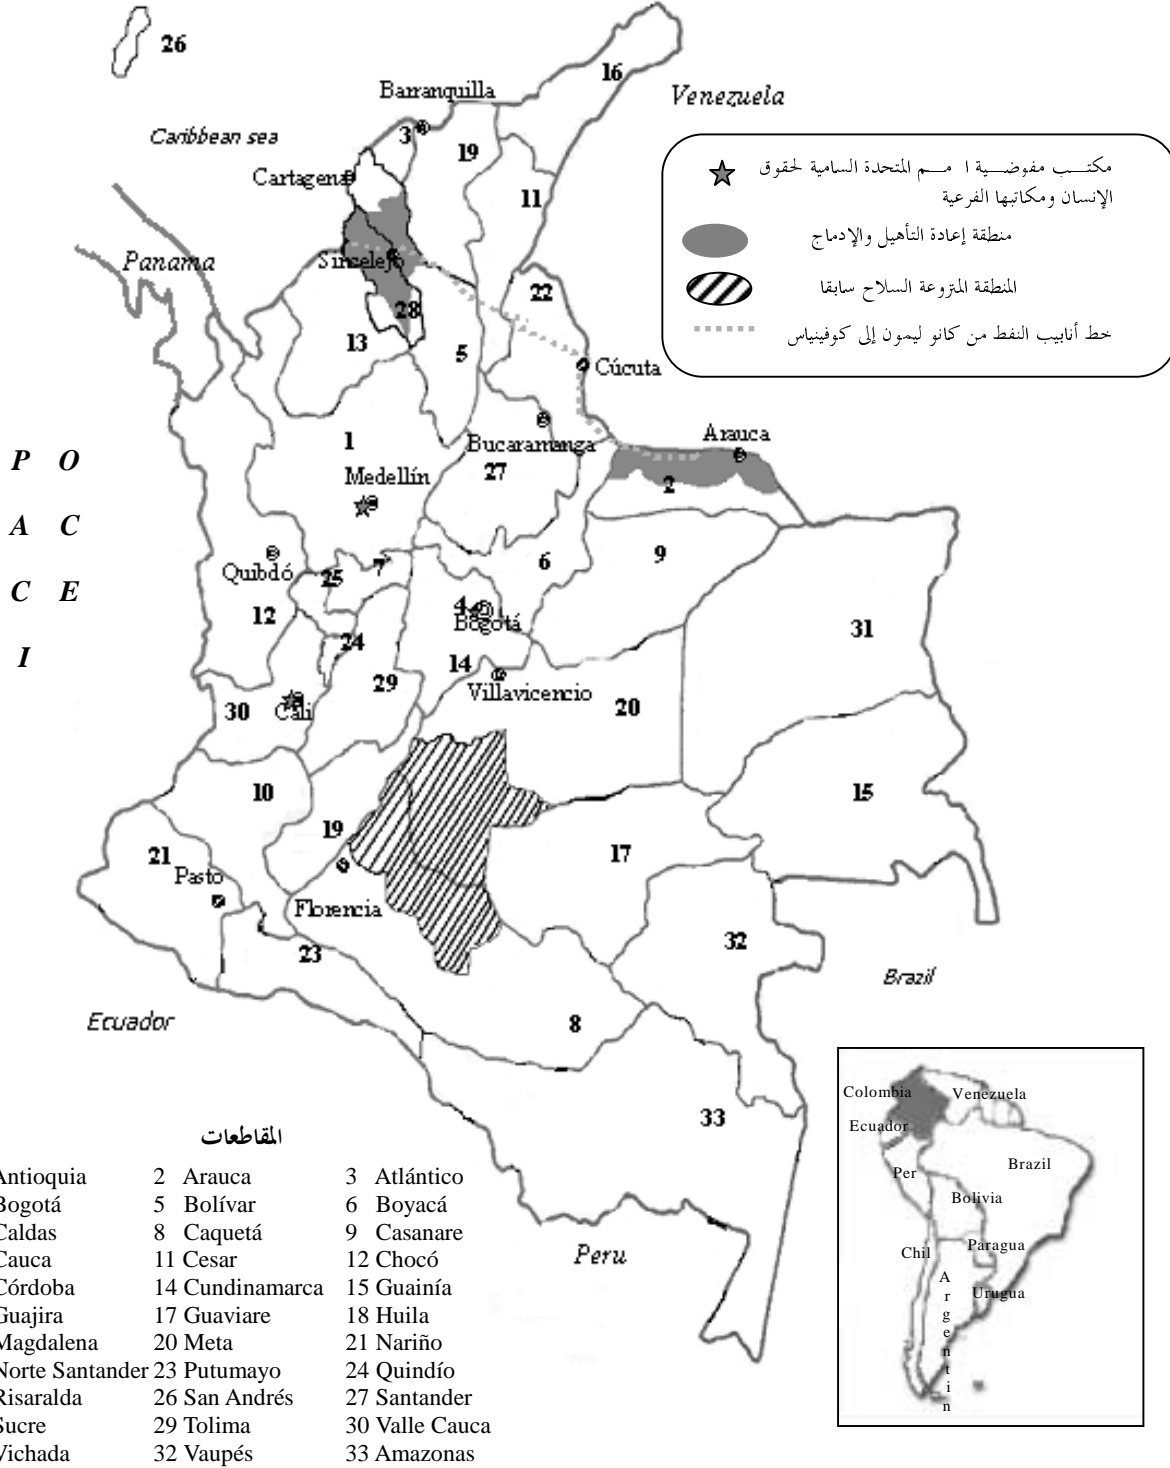 26
16
Barranquilla
Venezuela
Caribbean sea
3
19
Cartagena
11
مكتــب مفوضــية ا مــم المتحدة السامية لحقوق
الإنسان ومكاتبها الفرعية
منطقة إعادة التأهيل والإدماج
المنطقة المتزوعة السلاح سابقا
خط أنابيب النفط من كانو ليمون إلى كوفينياس
Panama
Sincelejo
22
28
13
5
Cúcuta
1
Bucaramanga
Arauca
27
Medellín
2
P O
A C
C E
I
Quibdó
25
7
6
9
12
4
Bogotá
24
14
31
29
Villavicencio
30
Cali
20
10
15
19
17
21
Pasto
Florencia
23
32
Brazil
Ecuador
8
33
Peru
المقاطعات
Antioquia 2 Arauca 3 Atlántico
Bogotá 5 Bolívar 6 Boyacá
Caldas 8 Caquetá 9 Casanare
Cauca 11 Cesar 12 Chocó
Córdoba 14 Cundinamarca 15 Guainía
Guajira 17 Guaviare 18 Huila
Magdalena 20 Meta 21 Nariño
Norte Santander 23 Putumayo 24 Quindío
Risaralda 26 San Andrés 27 Santander
Sucre 29 Tolima 30 Valle Cauca
Vichada 32 Vaupés 33 Amazonas
Colombia
Venezuela
Ecuador
Per
Brazil
Bolivia
Chil
Paragua
Urugua
Argentin